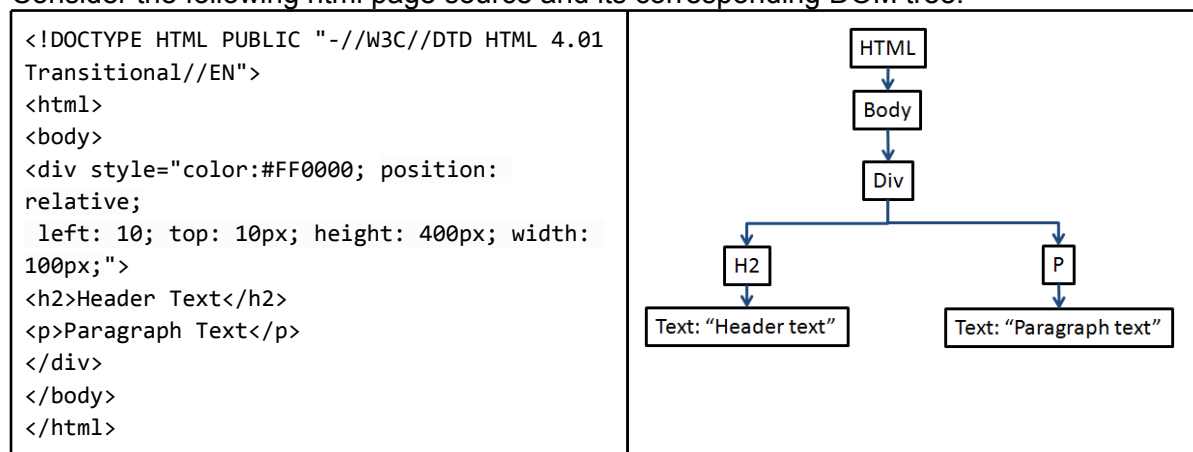 Consider the following html page source and its corresponding DOM tree.
<!DOCTYPE HTML PUBLIC "-//W3C//DTD HTML 4.01
Transitional//EN">
<html>
<body>
<div style="color:#FF0000; position:
relative;
left: 10; top: 10px; height: 400px; width:
100px;">
<h2>Header Text</h2>
<p>Paragraph Text</p>
</div>
</body>
</html>
HTML
Body
Div
H2
P
Text: “Header text”
Text: “Paragraph text”